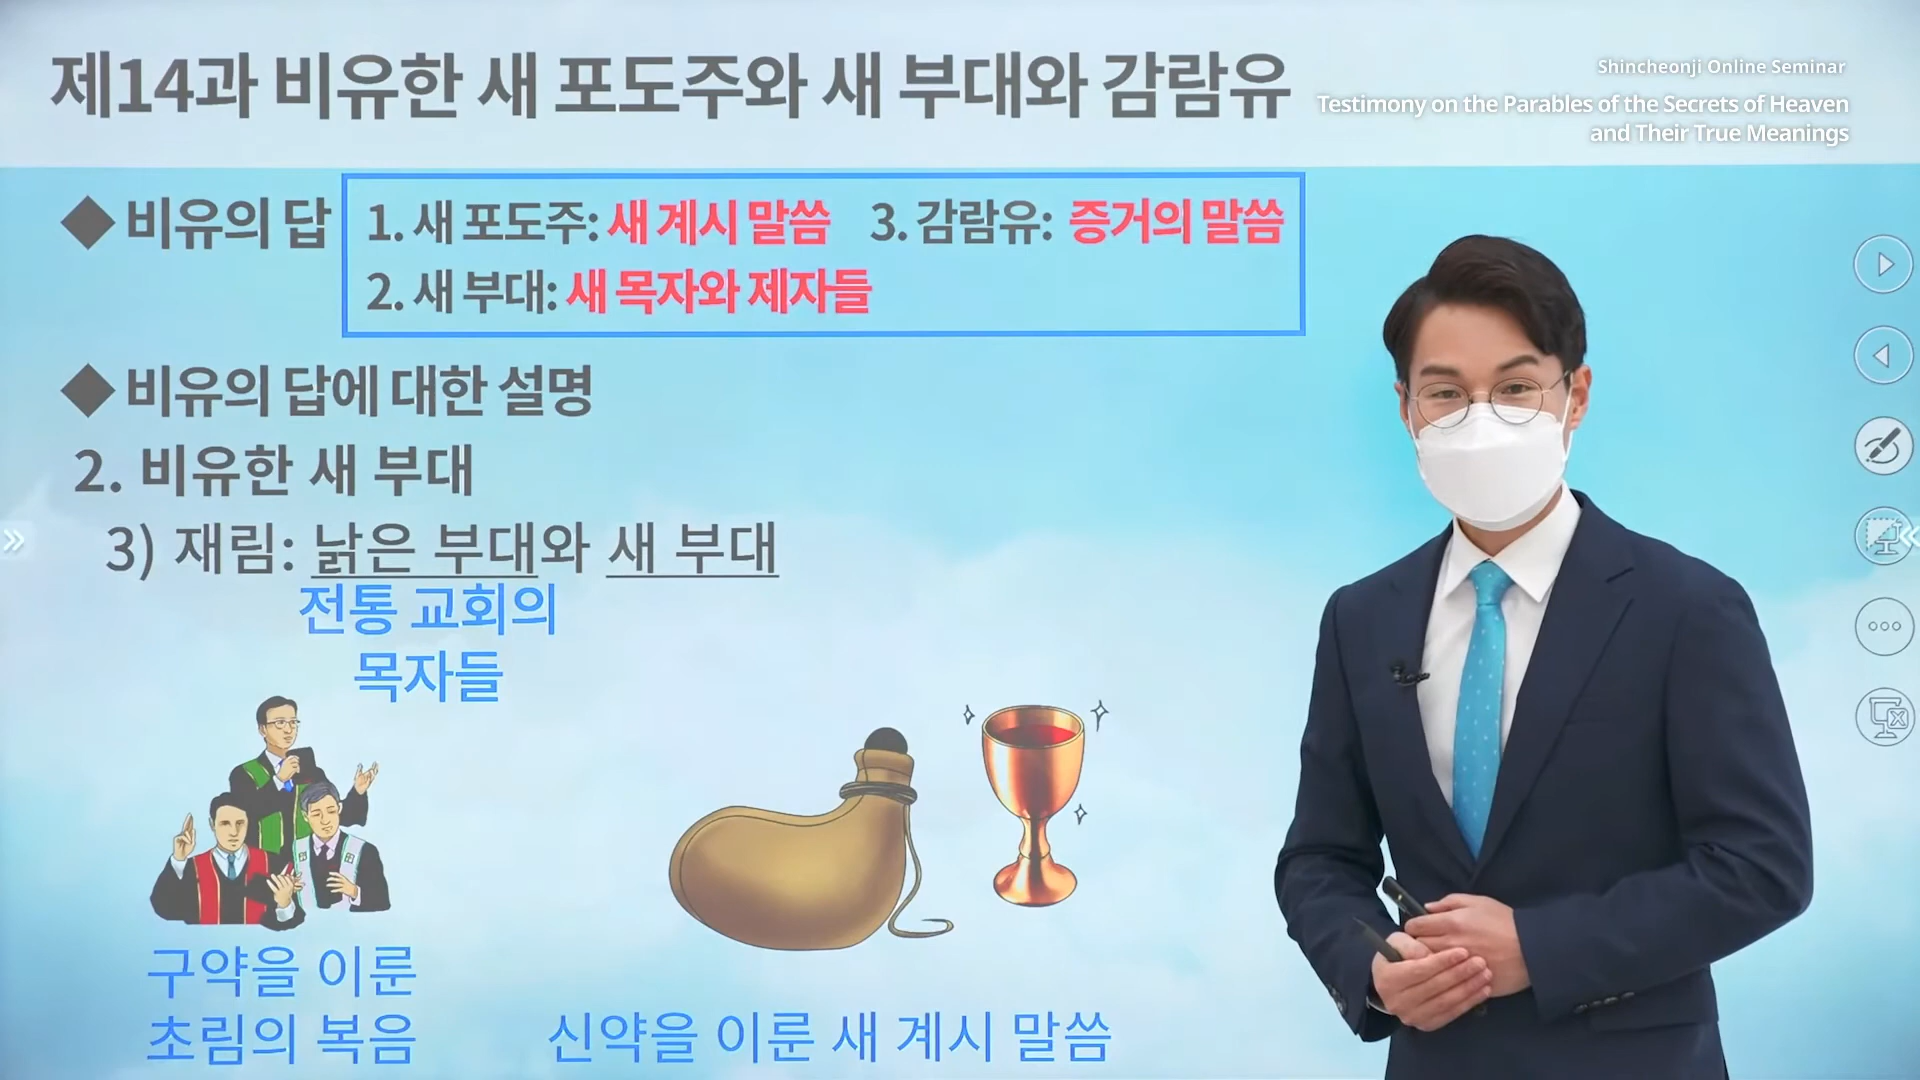 제14과 비유한 새 포도주와 새 부대와 감람유
Shincheonji Online Seminar
Testimony on the Parables of the Secrets of Heaven
and Their True Meanings
◆비유의 답
1. 새 포도주: 새 계시 말씀 3. 감람유: 증거의 말씀
2. 새 부대: 새 목자와 제자들
◆비유의 답에 대한 설명
2. 비유한 새 부대
3) 재림: 낡은 부대와 새 부대
전통 교회의
목자들
구약을 이룬
초림의 복음
신약을 이룬 새 계시 말씀